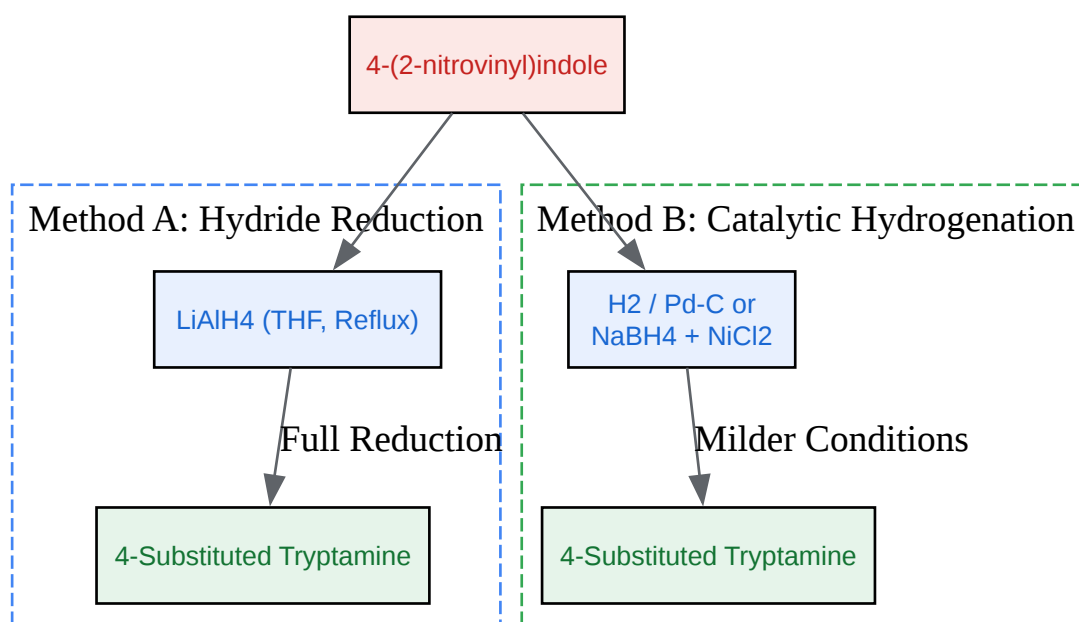 4-(2-nitrovinyl)indole
Method A: Hydride Reduction
Method B: Catalytic Hydrogenation
LiAlH4 (THF, Reflux)
H2 / Pd-C or
NaBH4 + NiCl2
Full Reduction
Milder Conditions
4-Substituted Tryptamine
4-Substituted Tryptamine